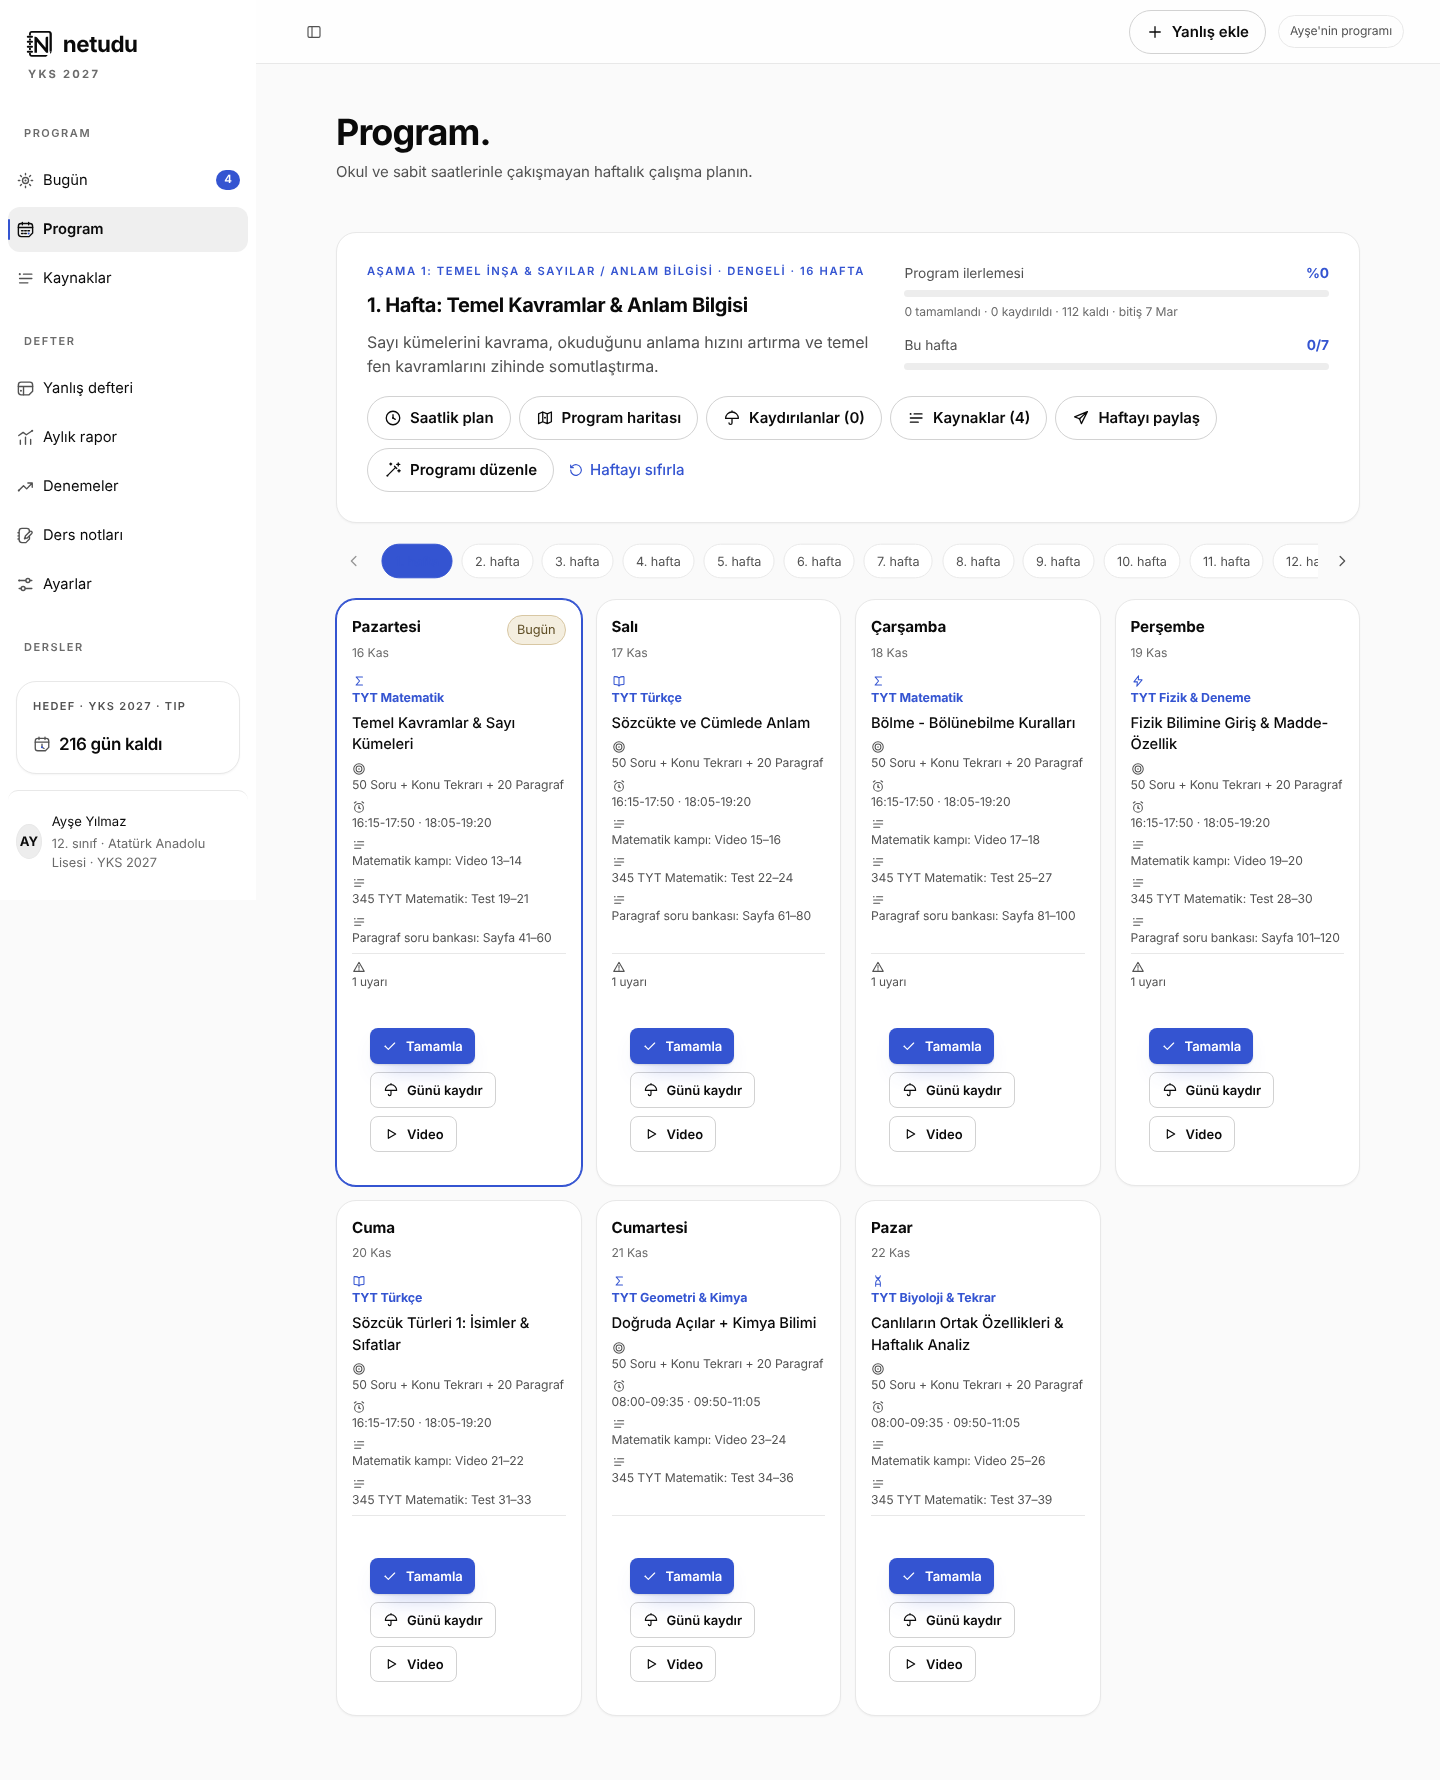 netudu
YKS 2027
PROGRAM
Bugün
4
Program
Kaynaklar
DEFTER
Yanlış defteri
Aylık rapor
Denemeler
Ders notları
Ayarlar
DERSLER
HEDEF · YKS 2027 · TIP
216 gün kaldı
AY
Ayşe Yılmaz
12. sınıf · Atatürk Anadolu
Lisesi · YKS 2027
Yanlış ekle
Ayşe'nin programı
Program.
Okul ve sabit saatlerinle çakışmayan haftalık çalışma planın.
AŞAMA 1: TEMEL İNŞA & SAYILAR / ANLAM BİLGİSİ · DENGELİ · 16 HAFTA
1. Hafta: Temel Kavramlar & Anlam Bilgisi
Sayı kümelerini kavrama, okuduğunu anlama hızını artırma ve temel
fen kavramlarını zihinde somutlaştırma.
Program ilerlemesi
%0
0 tamamlandı · 0 kaydırıldı · 112 kaldı · bitiş 7 Mar
Bu hafta
0/7
Saatlik plan
Program haritası
Kaydırılanlar (0)
Kaynaklar (4)
Haftayı paylaş
Programı düzenle
Haftayı sıfırla
2. hafta
3. hafta
4. hafta
5. hafta
6. hafta
7. hafta
8. hafta
9. hafta
10. hafta
11. hafta
12. ha
Pazartesi
Bugün
16 Kas
TYT Matematik
Temel Kavramlar & Sayı
Kümeleri
50 Soru + Konu Tekrarı + 20 Paragraf
16:15-17:50 · 18:05-19:20
Matematik kampı: Video 13–14
345 TYT Matematik: Test 19–21
Paragraf soru bankası: Sayfa 41–60
1 uyarı
Tamamla
Günü kaydır
Video
Salı
17 Kas
TYT Türkçe
Sözcükte ve Cümlede Anlam
50 Soru + Konu Tekrarı + 20 Paragraf
16:15-17:50 · 18:05-19:20
Matematik kampı: Video 15–16
345 TYT Matematik: Test 22–24
Paragraf soru bankası: Sayfa 61–80
1 uyarı
Tamamla
Günü kaydır
Video
Çarşamba
18 Kas
TYT Matematik
Bölme - Bölünebilme Kuralları
50 Soru + Konu Tekrarı + 20 Paragraf
16:15-17:50 · 18:05-19:20
Matematik kampı: Video 17–18
345 TYT Matematik: Test 25–27
Paragraf soru bankası: Sayfa 81–100
1 uyarı
Tamamla
Günü kaydır
Video
Perşembe
19 Kas
TYT Fizik & Deneme
Fizik Bilimine Giriş & Madde-
Özellik
50 Soru + Konu Tekrarı + 20 Paragraf
16:15-17:50 · 18:05-19:20
Matematik kampı: Video 19–20
345 TYT Matematik: Test 28–30
Paragraf soru bankası: Sayfa 101–120
1 uyarı
Tamamla
Günü kaydır
Video
Cuma
20 Kas
TYT Türkçe
Sözcük Türleri 1: İsimler &
Sıfatlar
50 Soru + Konu Tekrarı + 20 Paragraf
16:15-17:50 · 18:05-19:20
Matematik kampı: Video 21–22
345 TYT Matematik: Test 31–33
Tamamla
Günü kaydır
Video
Cumartesi
21 Kas
TYT Geometri & Kimya
Doğruda Açılar + Kimya Bilimi
50 Soru + Konu Tekrarı + 20 Paragraf
08:00-09:35 · 09:50-11:05
Matematik kampı: Video 23–24
345 TYT Matematik: Test 34–36
Tamamla
Günü kaydır
Video
Pazar
22 Kas
TYT Biyoloji & Tekrar
Canlıların Ortak Özellikleri &
Haftalık Analiz
50 Soru + Konu Tekrarı + 20 Paragraf
08:00-09:35 · 09:50-11:05
Matematik kampı: Video 25–26
345 TYT Matematik: Test 37–39
Tamamla
Günü kaydır
Video